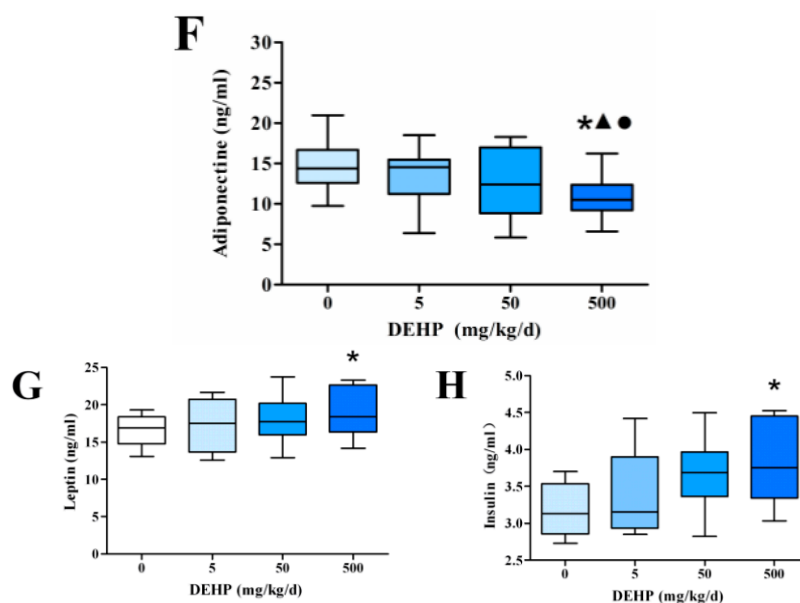 F
Adiponectine (ng/ml)
30
25
20
15
10
5
0
*▲●
0 5 50 500
DEHP (mg/kg/d)
G
Leptin (ng/ml)
25
20
15
10
5
0
*
0 5 50 500
DEHP (mg/kg/d)
H
Insulin (ng/ml)
5.0
4.5
4.0
3.5
3.0
2.5
*
0 5 50 500
DEHP (mg/kg/d)